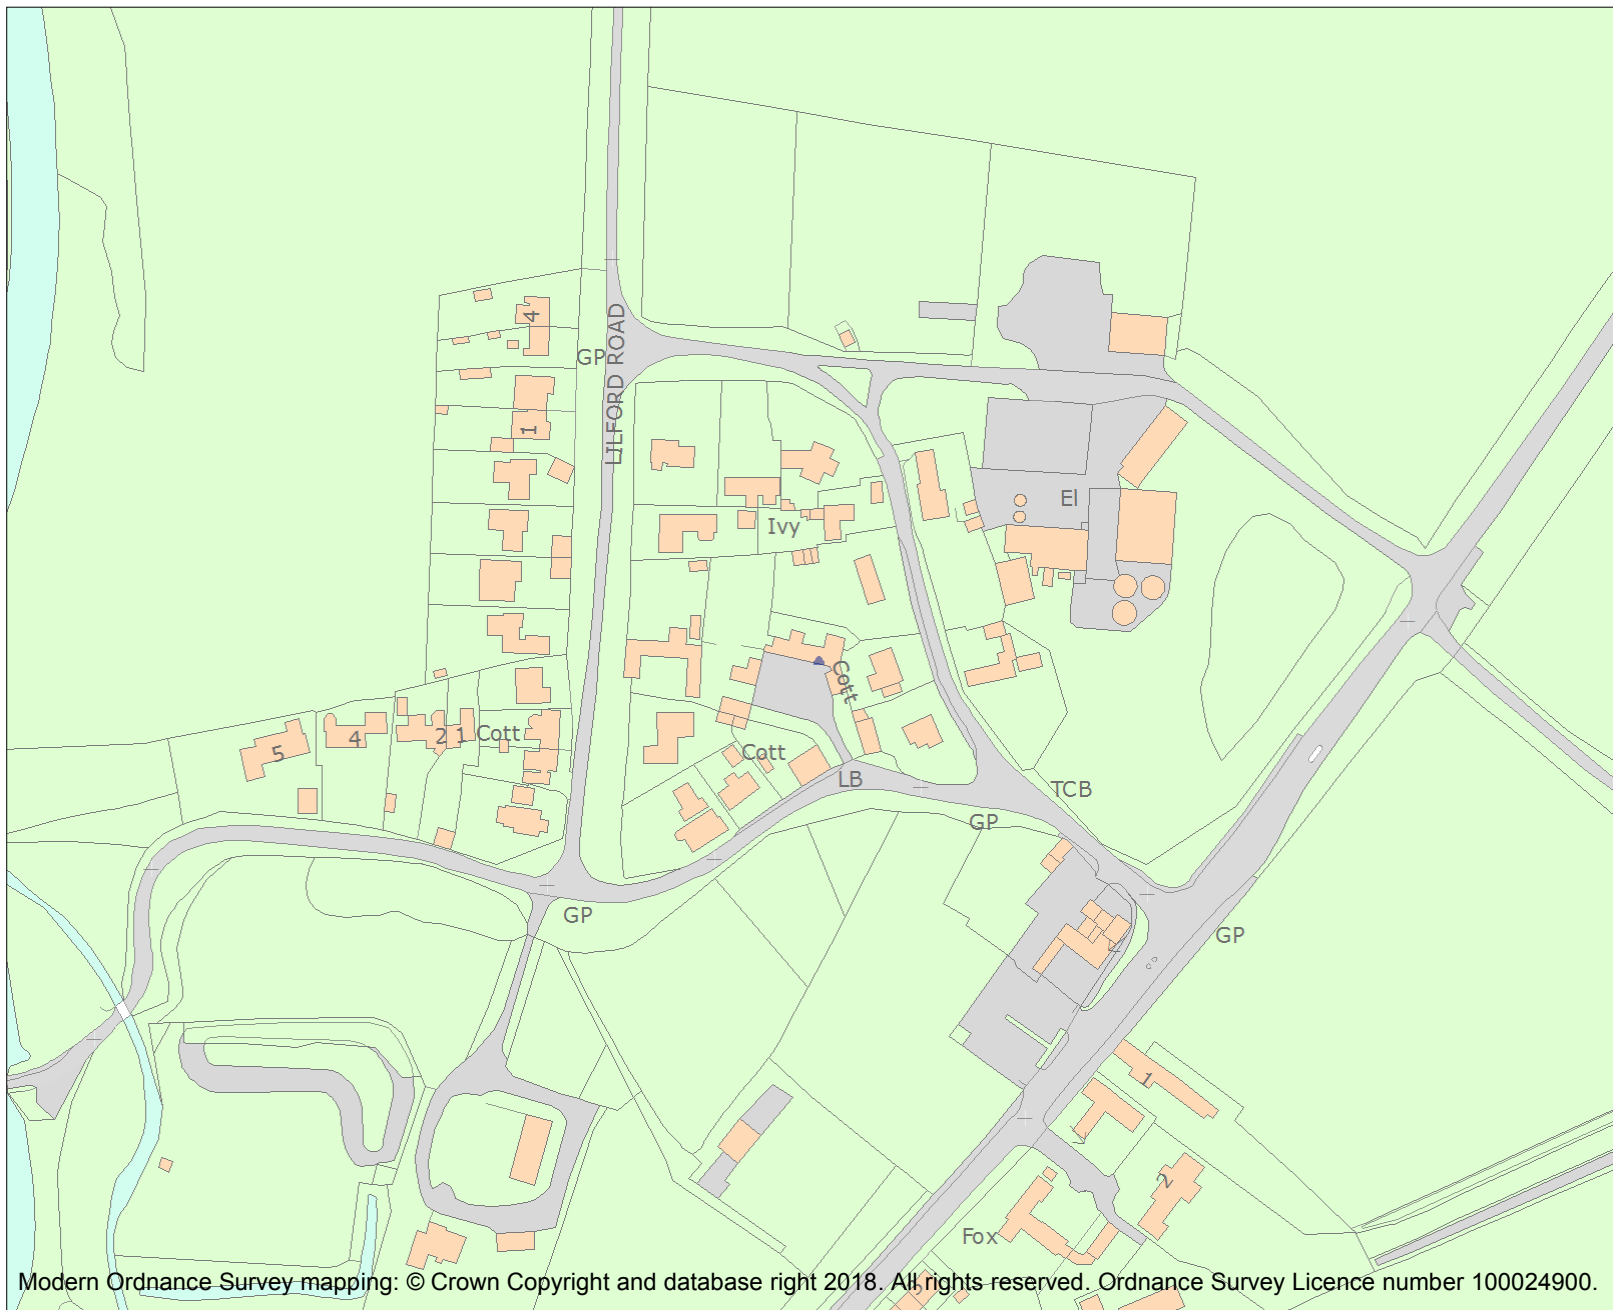 4
GP
LILFORD ROAD
1
El
Ivy
Cott
5
4
2 1 Cott
Cott
LB
TCB
GP
GP
GP
1
2
Fox
Modern Ordnance Survey mapping: © Crown Copyright and database right 2018. All rights reserved. Ordnance Survey Licence number 100024900.